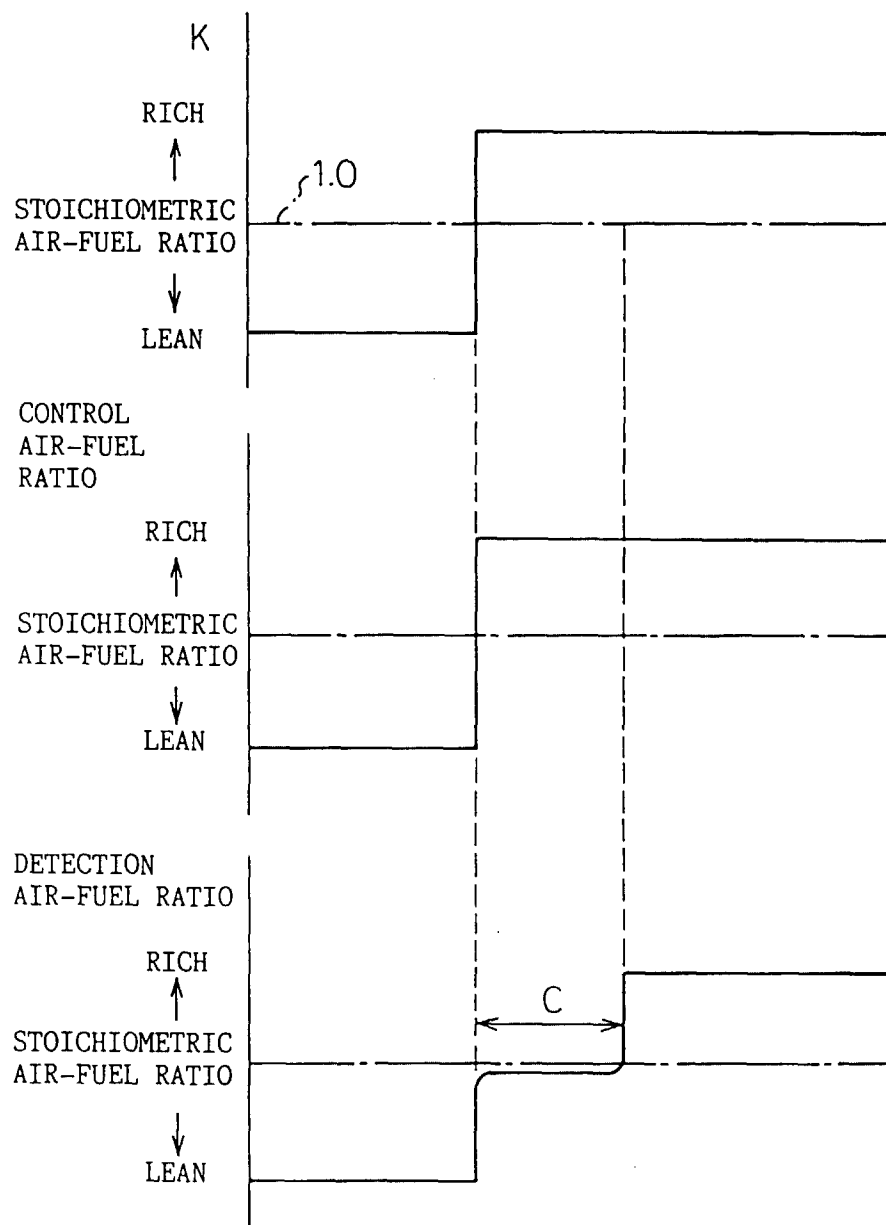 K
RICH
1.0
STOICHIOMETRIC
AIR-FUEL RATIO
LEAN
CONTROL
AIR-FUEL
RATIO
RICH
STOICHIOMETRIC
AIR-FUEL RATIO
LEAN
DETECTION
AIR-FUEL RATIO
RICH
C
STOICHIOMETRIC
AIR-FUEL RATIO
LEAN